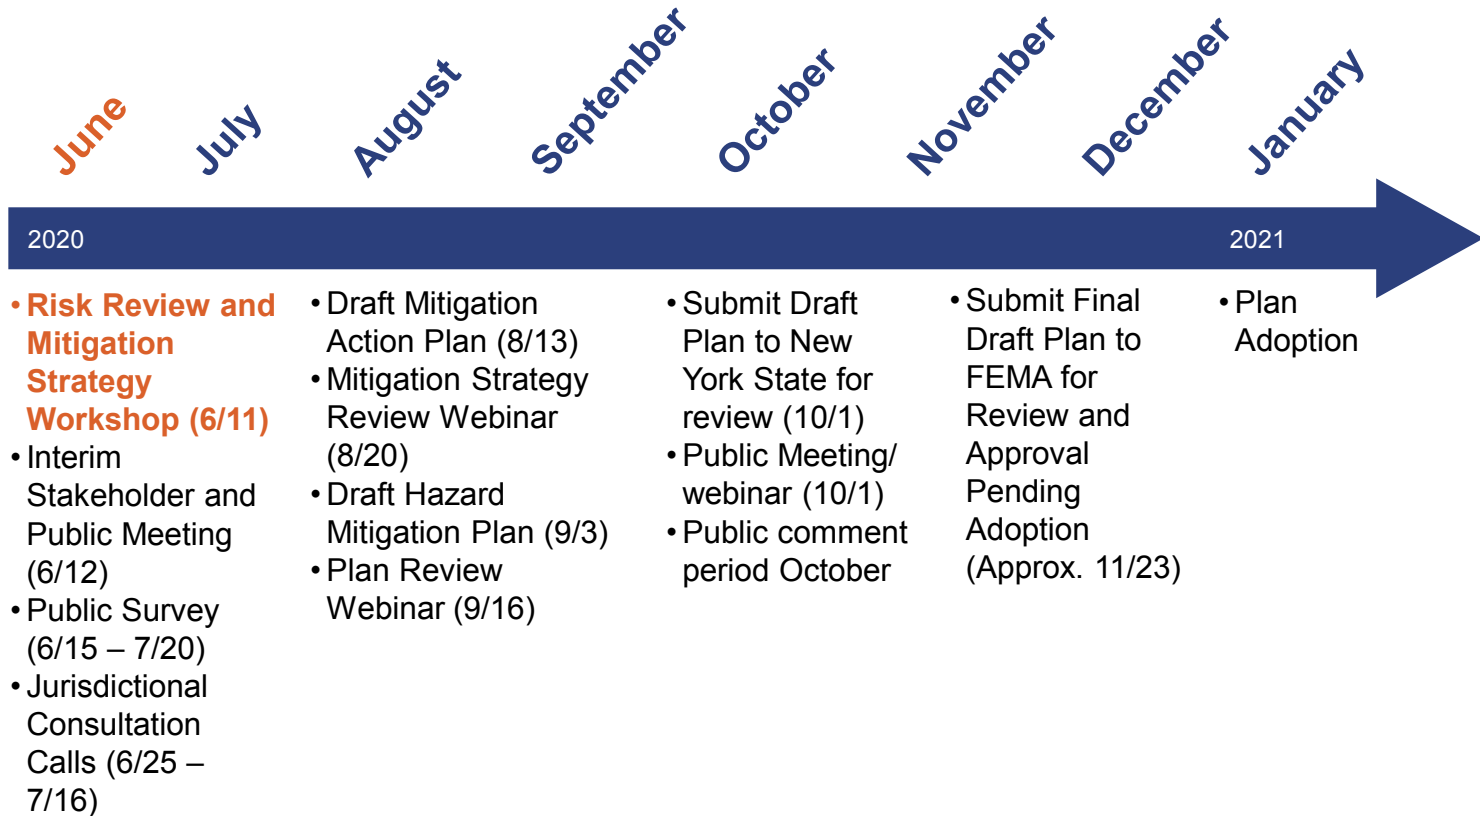 June
July
August
September
October
November
December
January
2020
2021
• Risk Review and
Mitigation
Strategy
Workshop (6/11)
• Interim
Stakeholder and
Public Meeting
(6/12)
• Public Survey
(6/15 – 7/20)
• Jurisdictional
Consultation
Calls (6/25 –
7/16)
• Draft Mitigation
Action Plan (8/13)
• Mitigation Strategy
Review Webinar
(8/20)
• Draft Hazard
Mitigation Plan (9/3)
• Plan Review
Webinar (9/16)
• Submit Draft
Plan to New
York State for
review (10/1)
• Public Meeting/
webinar (10/1)
• Public comment
period October
• Submit Final
Draft Plan to
FEMA for
Review and
Approval
Pending
Adoption
(Approx. 11/23)
• Plan
Adoption